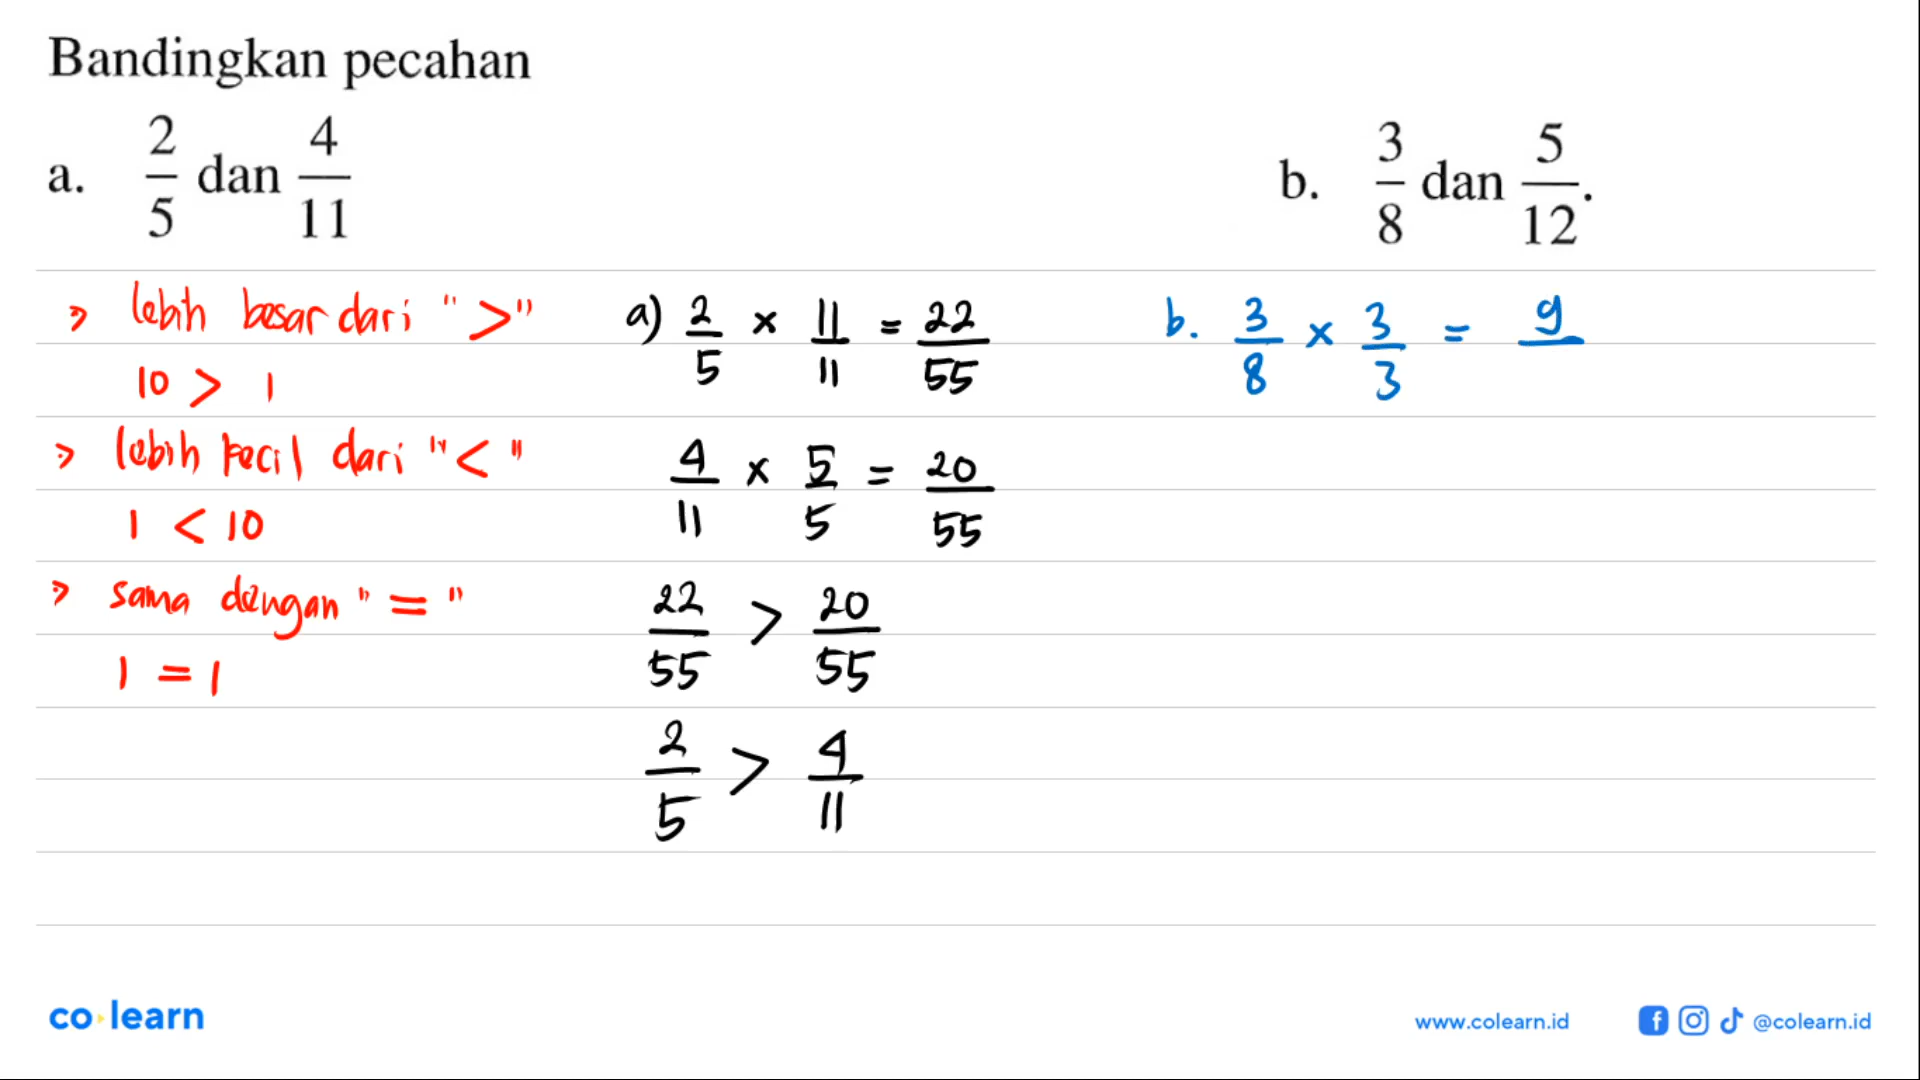 Bandingkan pecahan
a. 2/5 dan 4/11
b. 3/8 dan 5/12.
> lebih besar dari ">"
10 > 1
> lebih kecil dari "<"
1 < 10
> sama dengan "="
1 = 1
a) 2/5 x 11/11 = 22/55
4/11 x 5/5 = 20/55
22/55 > 20/55
2/5 > 4/11
b. 3/8 x 3/3 = 9/
co learn
www.colearn.id
@colearn.id